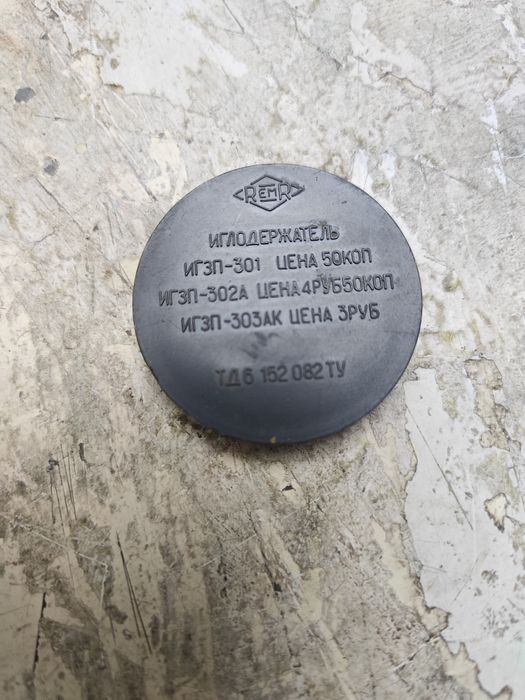 REMR
ИГЛОДЕРЖАТЕЛЬ
ИГЗП-301 ЦЕНА 50КОП
ИГЗП-302А ЦЕНА 4РУБ50КОП
ИГЗП-303АК ЦЕНА 3РУБ
ТД6 152 082 ТУ